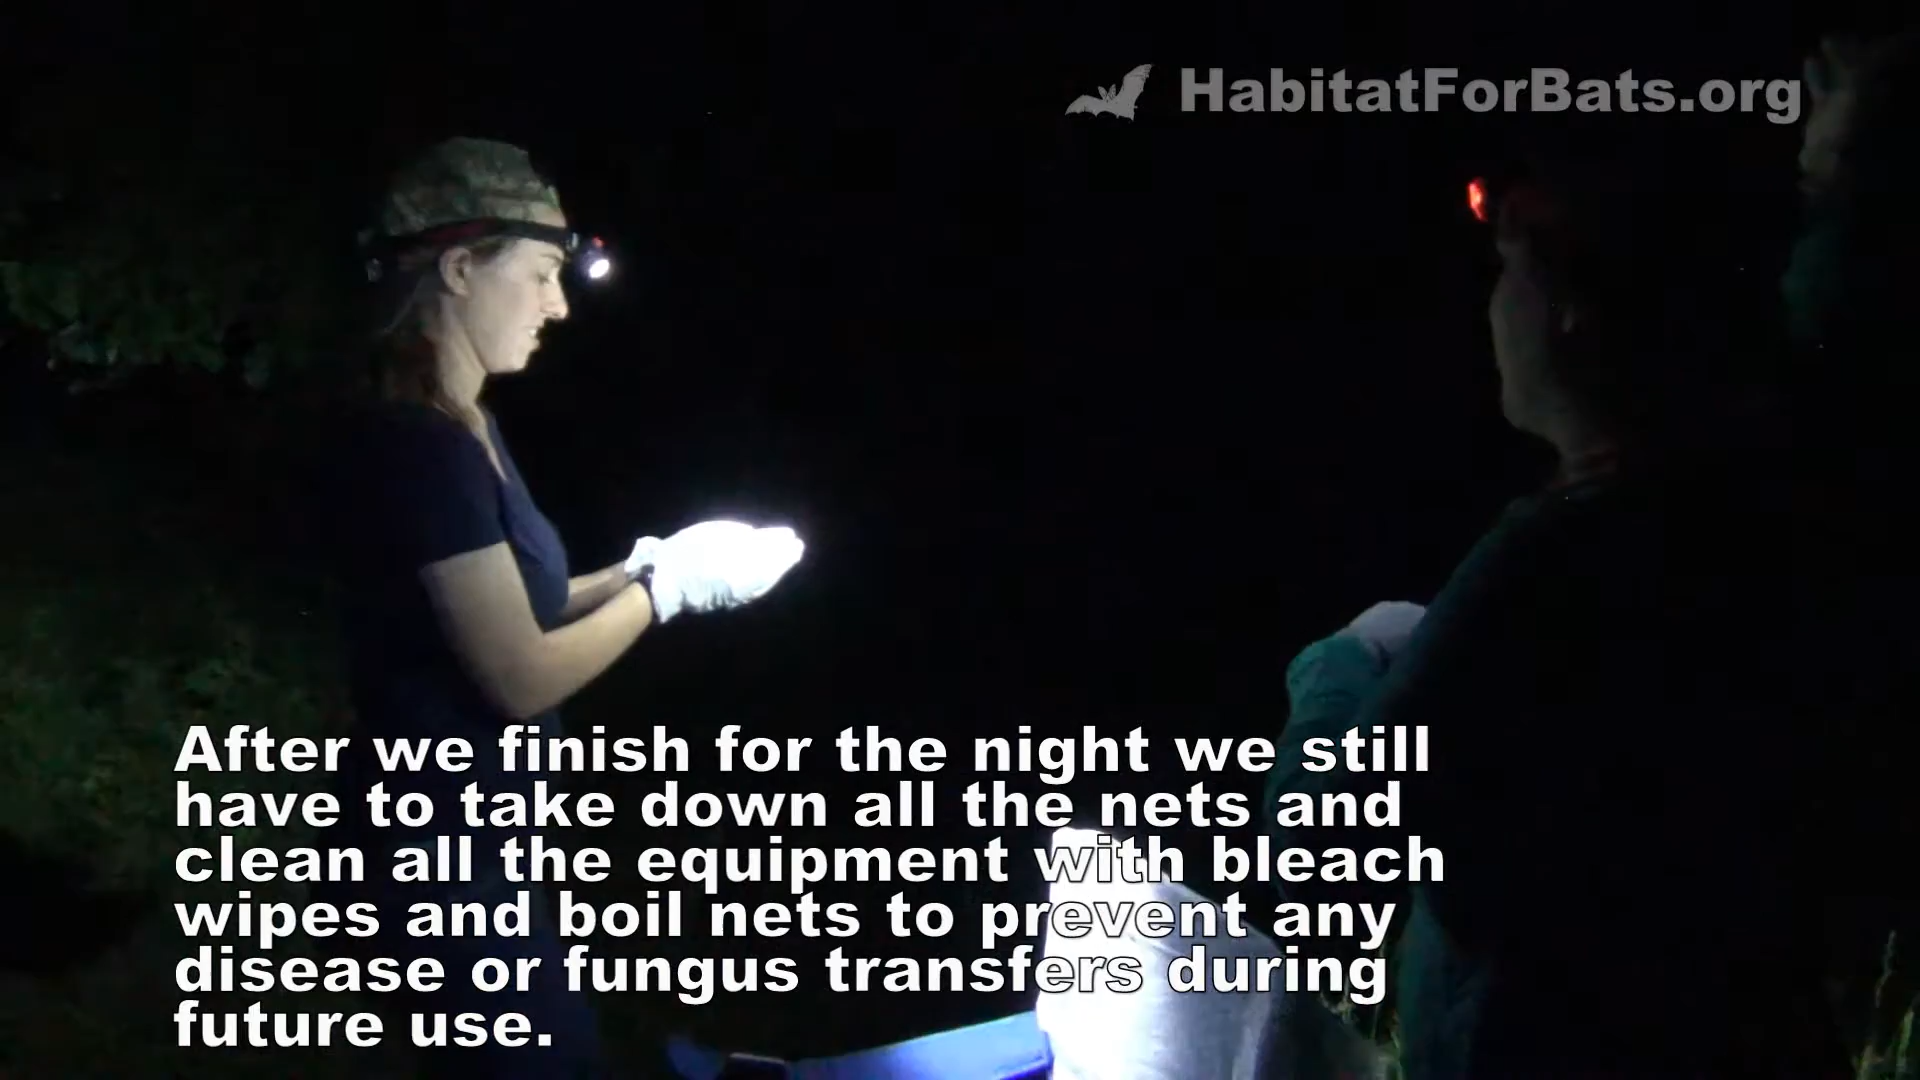 HabitatForBats.org
After we finish for the night we still
have to take down all the nets and
clean all the equipment with bleach
wipes and boil nets to prevent any
disease or fungus transfers during
future use.